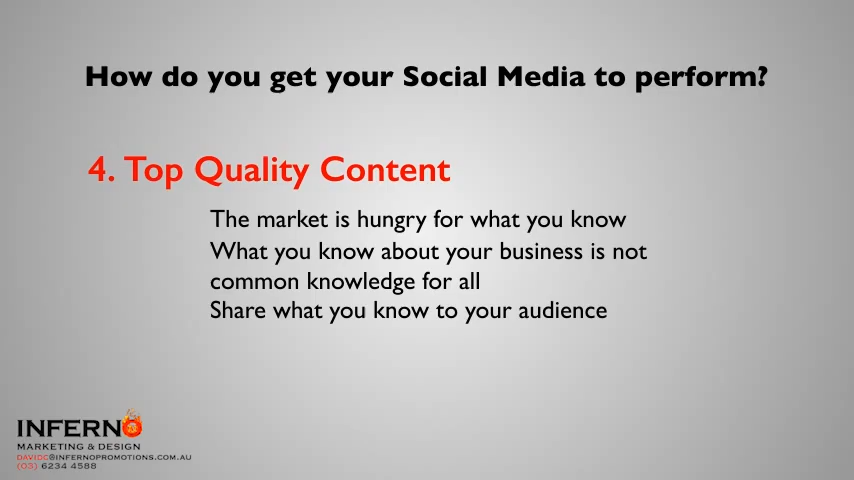 How do you get your Social Media to perform?
4. Top Quality Content
The market is hungry for what you know
What you know about your business is not
common knowledge for all
Share what you know to your audience
INFERNO
MARKETING & DESIGN
DAVIDC@INFERNOPROMOTIONS.COM.AU
(03) 6234 4588